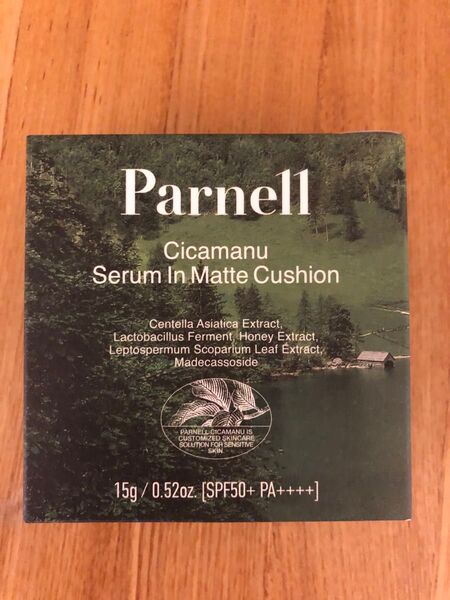 Parnell
Cicamanu
Serum In Matte Cushion
Centella Asiatica Extract,
Lactobacillus Ferment, Honey Extract,
Leptospermum Scoparium Leaf Extract,
Madecassoside
PARNELL CICAMANU IS
CUSTOMIZED SKINCARE
SOLUTION FOR SENSITIVE
SKIN.
15g / 0.52oz. [SPF50+ PA++++]